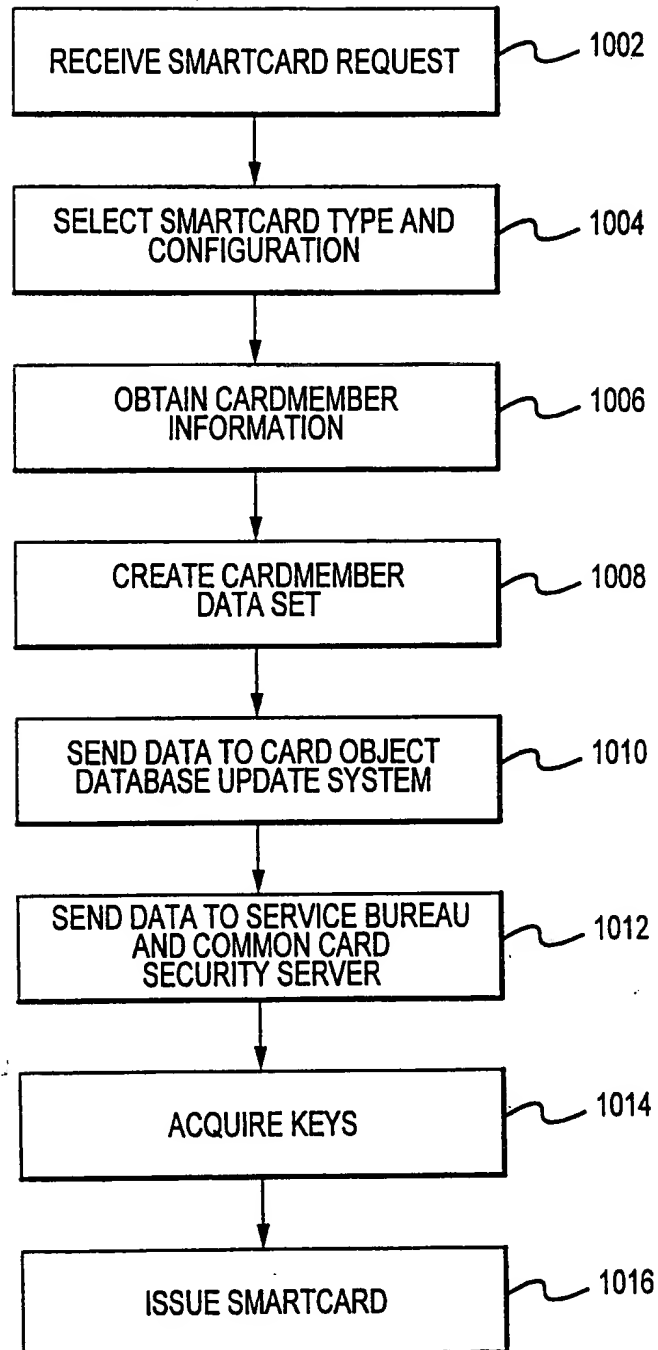 RECEIVE SMARTCARD REQUEST
1002
SELECT SMARTCARD TYPE AND
CONFIGURATION
1004
OBTAIN CARDMEMBER
INFORMATION
1006
CREATE CARDMEMBER
DATA SET
1008
SEND DATA TO CARD OBJECT
DATABASE UPDATE SYSTEM
1010
SEND DATA TO SERVICE BUREAU
AND COMMON CARD
SECURITY SERVER
1012
ACQUIRE KEYS
1014
ISSUE SMARTCARD
1016